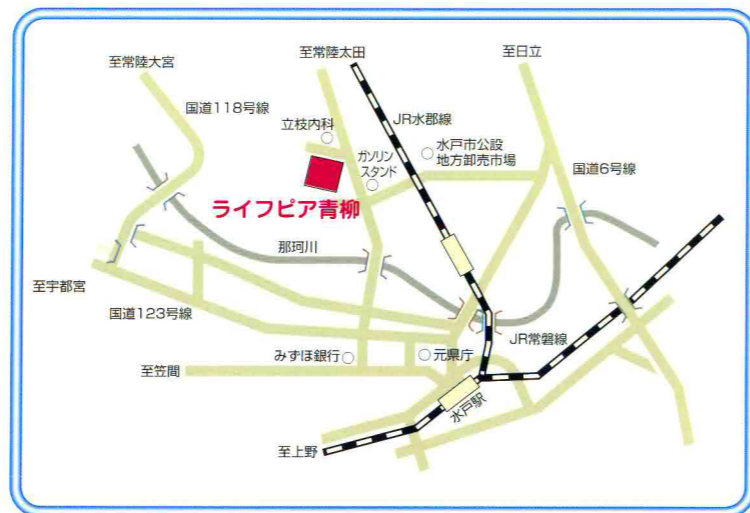 至常陸大宮
至常陸太田
至日立
国道118号線
立枝内科
JR水郡線
ガソリン
スタンド
水戸市公設
地方卸売市場
国道6号線
ライフピア青柳
那珂川
至宇都宮
国道123号線
JR常磐線
みずほ銀行
元県庁
至笠間
水戸駅
至上野